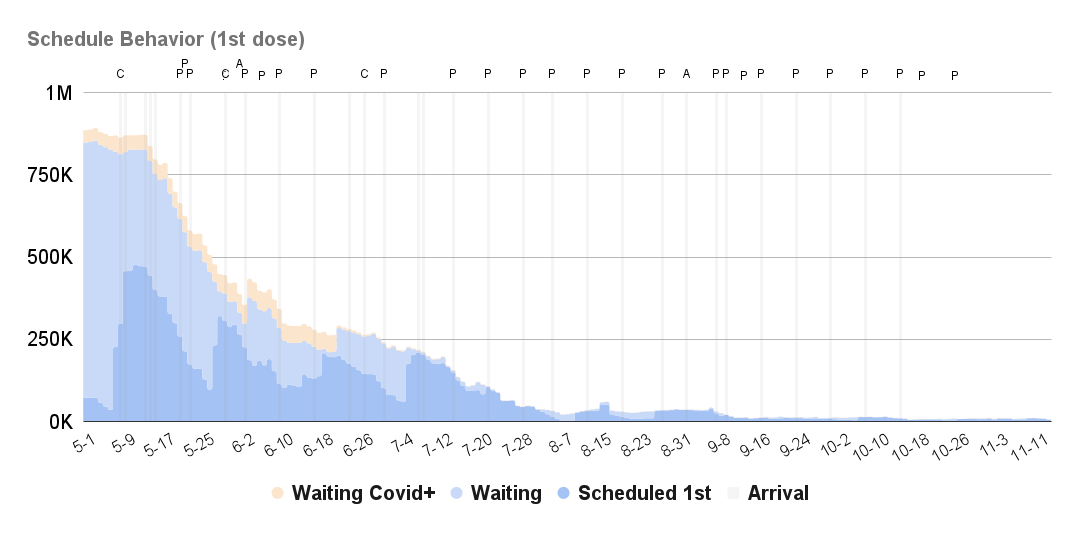 Schedule Behavior (1st dose)
P A
C P P C P P P P C P P P P P P P P A P P P P P P P P P P
1M
750K
500K
250K
0K
5-1 5-9 5-17 5-25 6-2 6-10 6-18 6-26 7-4 7-12 7-20 7-28 8-7 8-15 8-23 8-31 9-8 9-16 9-24 10-2 10-10 10-18 10-26 11-3 11-11
Waiting Covid+ Waiting Scheduled 1st Arrival